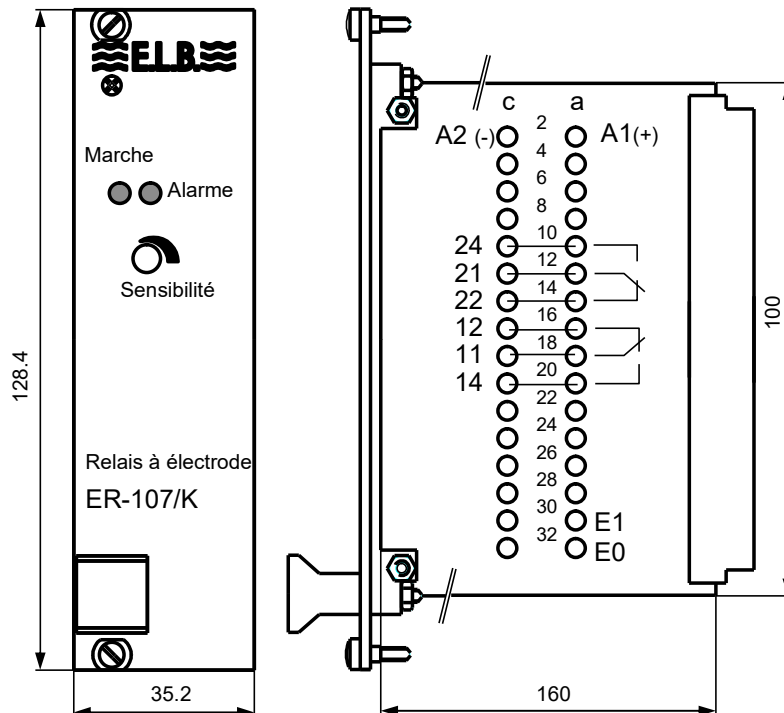 E.L.B.
Marche
Alarme
Sensibilité
Relais à électrode
ER-107/K
128.4
35.2
c a
2
A2 (-) A1(+)
4
6
8
10
24
12
21
14
22
16
12
18
11
20
14
22
24
26
28
30
E1
32
E0
100
160